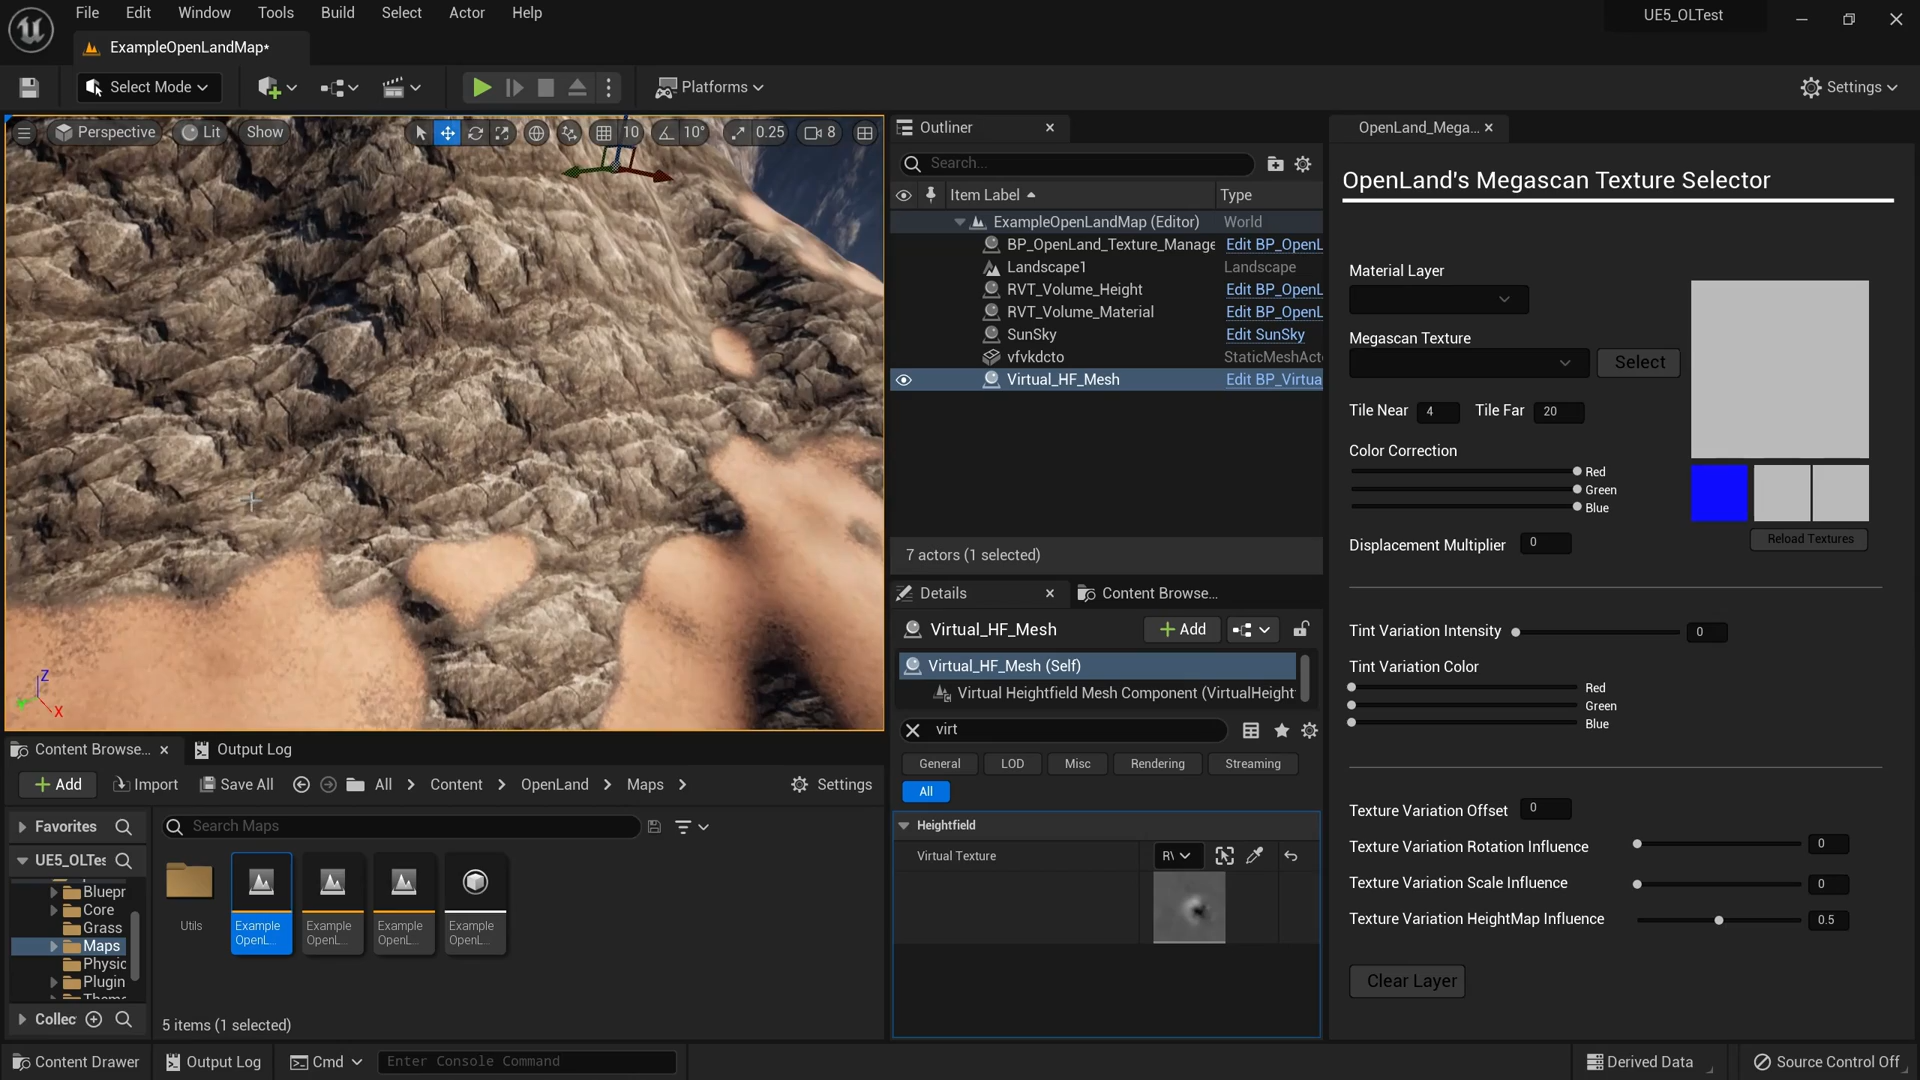 File Edit Window Tools Build Select Actor Help
UE5_OLTest
ExampleOpenLandMap*
Select Mode
Platforms
Settings
Perspective Lit Show
10 10° 0.25 8
Z
X
Outliner
Search...
Item Label Type
ExampleOpenLandMap (Editor) World
BP_OpenLand_Texture_Manage Edit BP_OpenL
Landscape1 Landscape
RVT_Volume_Height Edit BP_OpenL
RVT_Volume_Material Edit BP_OpenL
SunSky Edit SunSky
vfvkdcto StaticMeshAct
Virtual_HF_Mesh Edit BP_Virtua
7 actors (1 selected)
Details Content Browse...
Virtual_HF_Mesh Add
Virtual_HF_Mesh (Self)
Virtual Heightfield Mesh Component (VirtualHeight
virt
General LOD Misc Rendering Streaming
All
Heightfield
Virtual Texture
OpenLand_Mega...
OpenLand's Megascan Texture Selector
Material Layer
Megascan Texture
Select
Tile Near 4 Tile Far 20
Color Correction
Red
Green
Blue
Displacement Multiplier 0
Reload Textures
Tint Variation Intensity 0
Tint Variation Color
Red
Green
Blue
Texture Variation Offset 0
Texture Variation Rotation Influence 0
Texture Variation Scale Influence 0
Texture Variation HeightMap Influence 0.5
Clear Layer
Content Browse... Output Log
Add Import Save All All Content OpenLand Maps Settings
Favorites
Search Maps
UE5_OLTes
Bluepr
Core
Grass
Maps
Physic
Plugin
Collec
Utils
Example
OpenL...
Example
OpenL...
Example
OpenL...
Example
OpenL...
5 items (1 selected)
Content Drawer Output Log Cmd Enter Console Command Derived Data Source Control Off